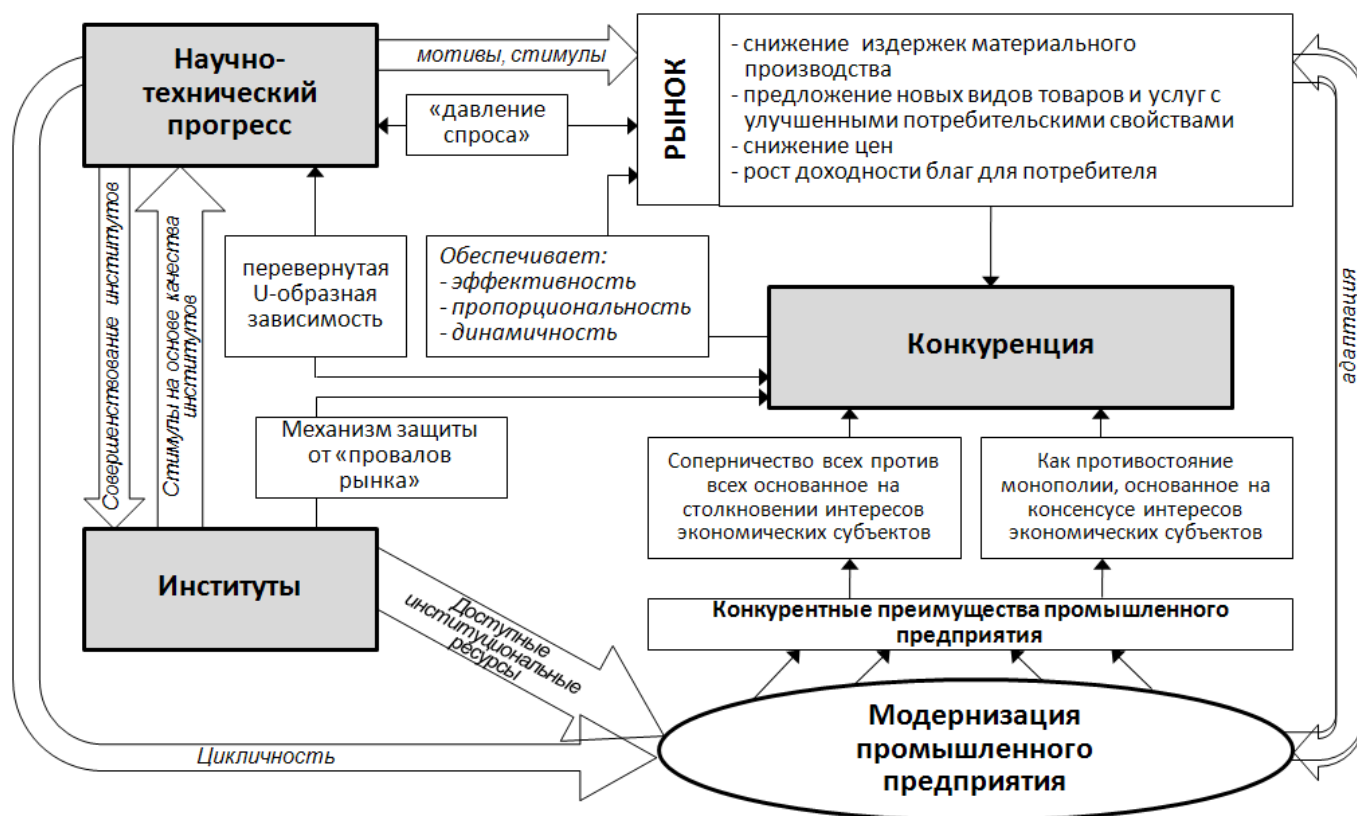 Научно-
технический
прогресс
мотивы, стимулы
«давление
спроса»
РЫНОК
- снижение издержек материального
производства
- предложение новых видов товаров и услуг с
улучшенными потребительскими свойствами
- снижение цен
- рост доходности благ для потребителя
адаптация
Совершенствование институтов
Стимулы на основе качества
институтов
перевернутая
U-образная
зависимость
Обеспечивает:
- эффективность
- пропорциональность
- динамичность
Конкуренция
Механизм защиты
от «провалов
рынка»
Соперничество всех против
всех основанное на
столкновении интересов
экономических субъектов
Как противостояние
монополии, основанное на
консенсусе интересов
экономических субъектов
Институты
Доступные
институциональные
ресурсы
Конкурентные преимущества промышленного
предприятия
Модернизация
промышленного
предприятия
Цикличность